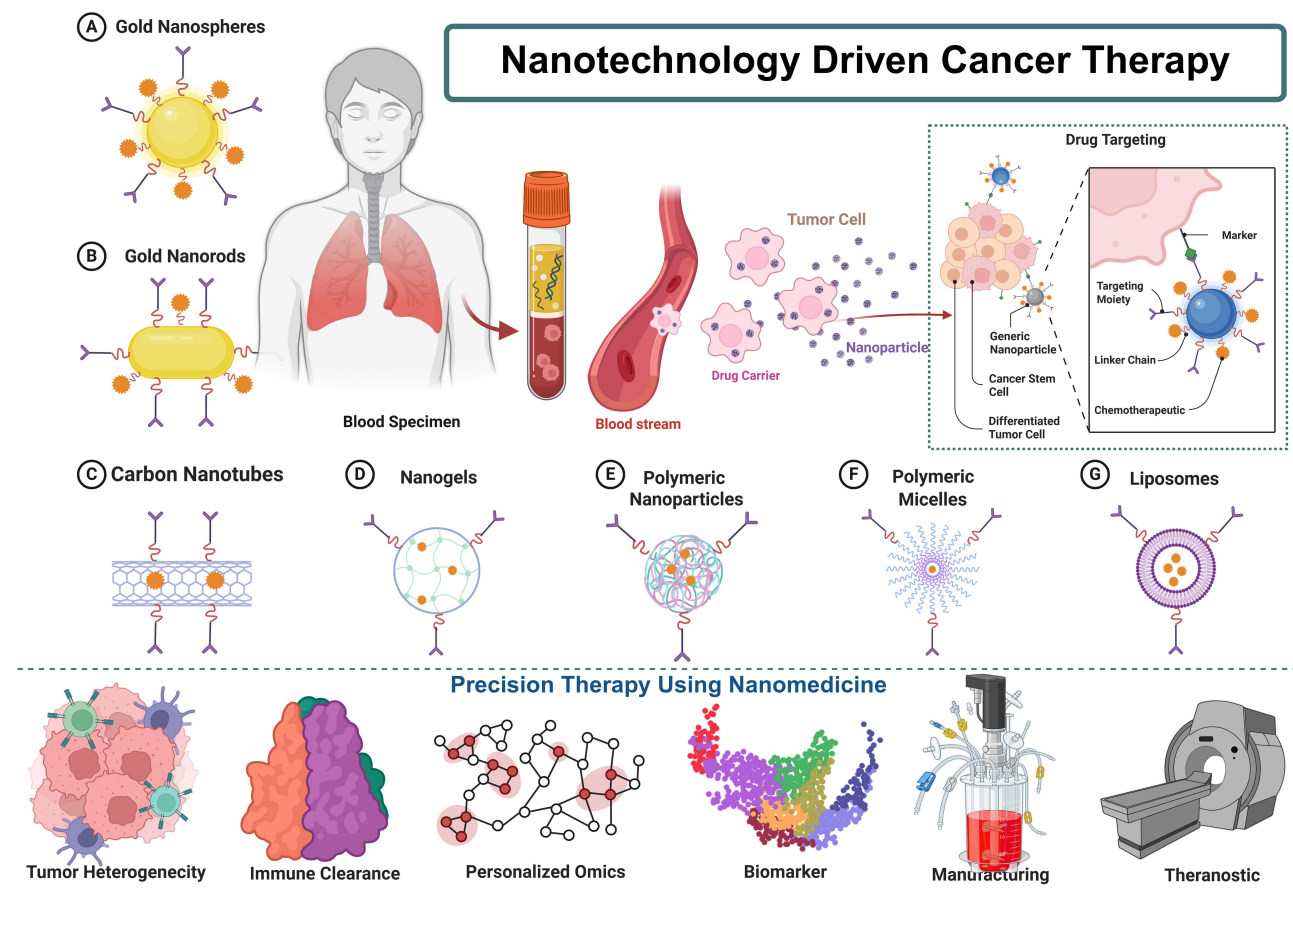 A Gold Nanospheres
Nanotechnology Driven Cancer Therapy
B Gold Nanorods
Blood Specimen
Blood stream
Tumor Cell
Nanoparticle
Drug Carrier
Drug Targeting
Generic
Nanoparticle
Cancer Stem
Cell
Differentiated
Tumor Cell
Marker
Targeting
Moiety
Linker Chain
Chemotherapeutic
C Carbon Nanotubes
D Nanogels
E Polymeric
Nanoparticles
F Polymeric
Micelles
G Liposomes
Precision Therapy Using Nanomedicine
Tumor Heterogenecity
Immune Clearance
Personalized Omics
Biomarker
Manufacturing
Theranostic